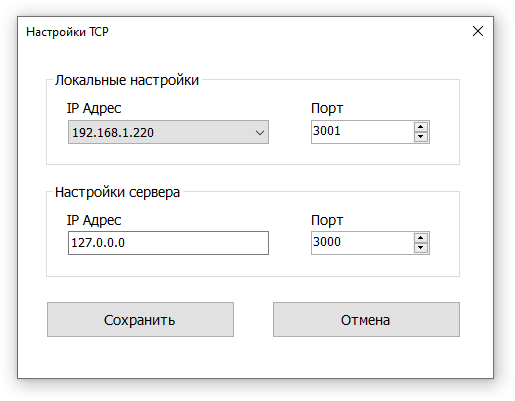 Настройки TCP
Локальные настройки
IP Адрес Порт
192.168.1.220 3001
Настройки сервера
IP Адрес Порт
127.0.0.0 3000
Сохранить Отмена